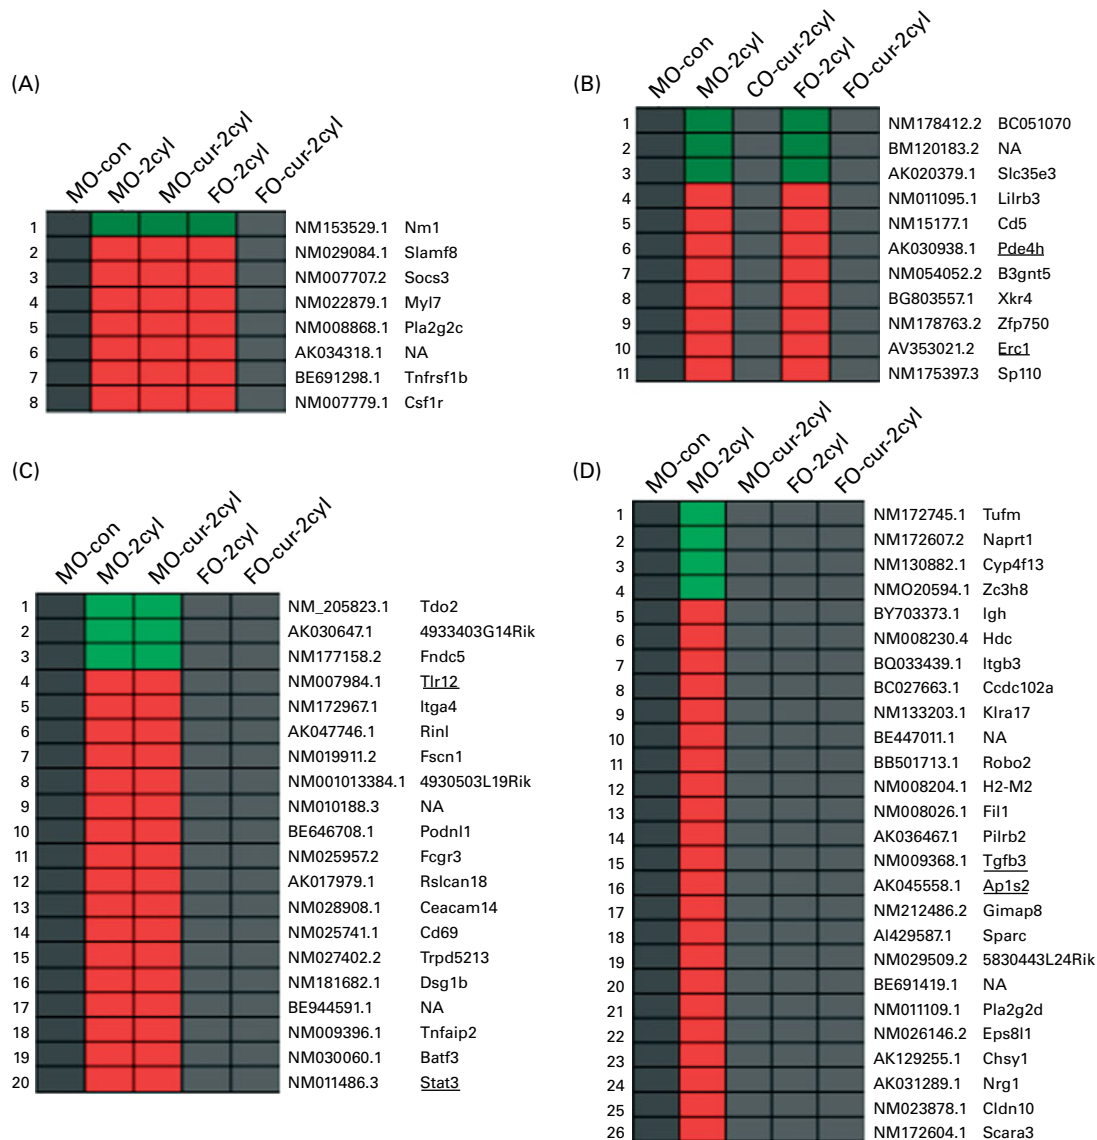 (A)
MO-con
MO-2cyl
MO-cur-2cyl
FO-2cyl
FO-cur-2cyl
1 NM153529.1 Nm1
2 NM029084.1 Slamf8
3 NM007707.2 Socs3
4 NM022879.1 Myl7
5 NM008868.1 Pla2g2c
6 AK034318.1 NA
7 BE691298.1 Tnfrsf1b
8 NM007779.1 Csf1r
(B)
MO-con
MO-2cyl
CO-cur-2cyl
FO-2cyl
FO-cur-2cyl
1 NM178412.2 BC051070
2 BM120183.2 NA
3 AK020379.1 Slc35e3
4 NM011095.1 Lilrb3
5 NM15177.1 Cd5
6 AK030938.1 Pde4h
7 NM054052.2 B3gnt5
8 BG803557.1 Xkr4
9 NM178763.2 Zfp750
10 AV353021.2 Erc1
11 NM175397.3 Sp110
(C)
MO-con
MO-2cyl
MO-cur-2cyl
FO-2cyl
FO-cur-2cyl
1 NM_205823.1 Tdo2
2 AK030647.1 4933403G14Rik
3 NM177158.2 Fndc5
4 NM007984.1 Tlr12
5 NM172967.1 Itga4
6 AK047746.1 Rinl
7 NM019911.2 Fscn1
8 NM001013384.1 4930503L19Rik
9 NM010188.3 NA
10 BE646708.1 Podnl1
11 NM025957.2 Fcgr3
12 AK017979.1 Rslcan18
13 NM028908.1 Ceacam14
14 NM025741.1 Cd69
15 NM027402.2 Trpd5213
16 NM181682.1 Dsg1b
17 BE944591.1 NA
18 NM009396.1 Tnfaip2
19 NM030060.1 Batf3
20 NM011486.3 Stat3
(D)
MO-con
MO-2cyl
MO-cur-2cyl
FO-2cyl
FO-cur-2cyl
1 NM172745.1 Tufm
2 NM172607.2 Naprt1
3 NM130882.1 Cyp4f13
4 NMO20594.1 Zc3h8
5 BY703373.1 Igh
6 NM008230.4 Hdc
7 BQ033439.1 Itgb3
8 BC027663.1 Ccdc102a
9 NM133203.1 Klra17
10 BE447011.1 NA
11 BB501713.1 Robo2
12 NM008204.1 H2-M2
13 NM008026.1 Fil1
14 AK036467.1 Pilrb2
15 NM009368.1 Tgfb3
16 AK045558.1 Ap1s2
17 NM212486.2 Gimap8
18 AI429587.1 Sparc
19 NM029509.2 5830443L24Rik
20 BE691419.1 NA
21 NM011109.1 Pla2g2d
22 NM026146.2 Eps8l1
23 AK129255.1 Chsy1
24 AK031289.1 Nrg1
25 NM023878.1 Cldn10
26 NM172604.1 Scara3